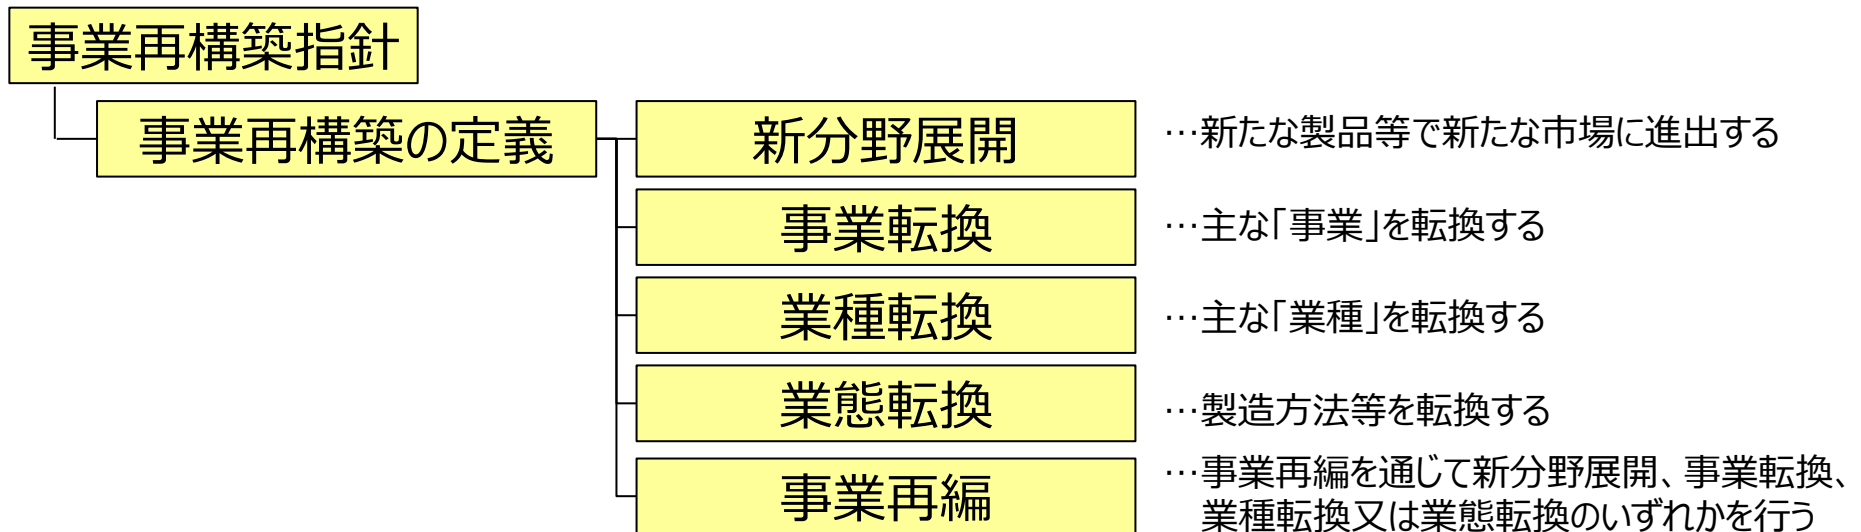 事業再構築指針
事業再構築の定義
新分野展開
…新たな製品等で新たな市場に進出する
事業転換
…主な「事業」を転換する
業種転換
…主な「業種」を転換する
業態転換
…製造方法等を転換する
事業再編
…事業再編を通じて新分野展開、事業転換、
業種転換又は業態転換のいずれかを行う